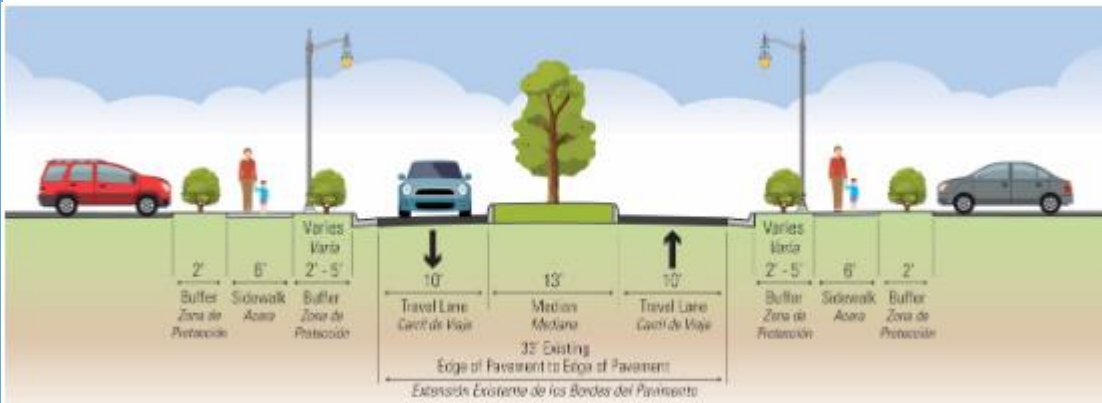 Varies
Varía
2'
6'
2' - 5'
Buffer
Zona de
Protección
Sidewalk
Acera
Buffer
Zona de
Protección
10'
Travel Lane
Carril de Viaje
13'
Median
Mediana
10'
Travel Lane
Carril de Viaje
33' Existing
Edge of Pavement to Edge of Pavement
Extensión Existente de los Bordes del Pavimento
Varies
Varía
2' - 5'
6'
2'
Buffer
Zona de
Protección
Sidewalk
Acera
Buffer
Zona de
Protección